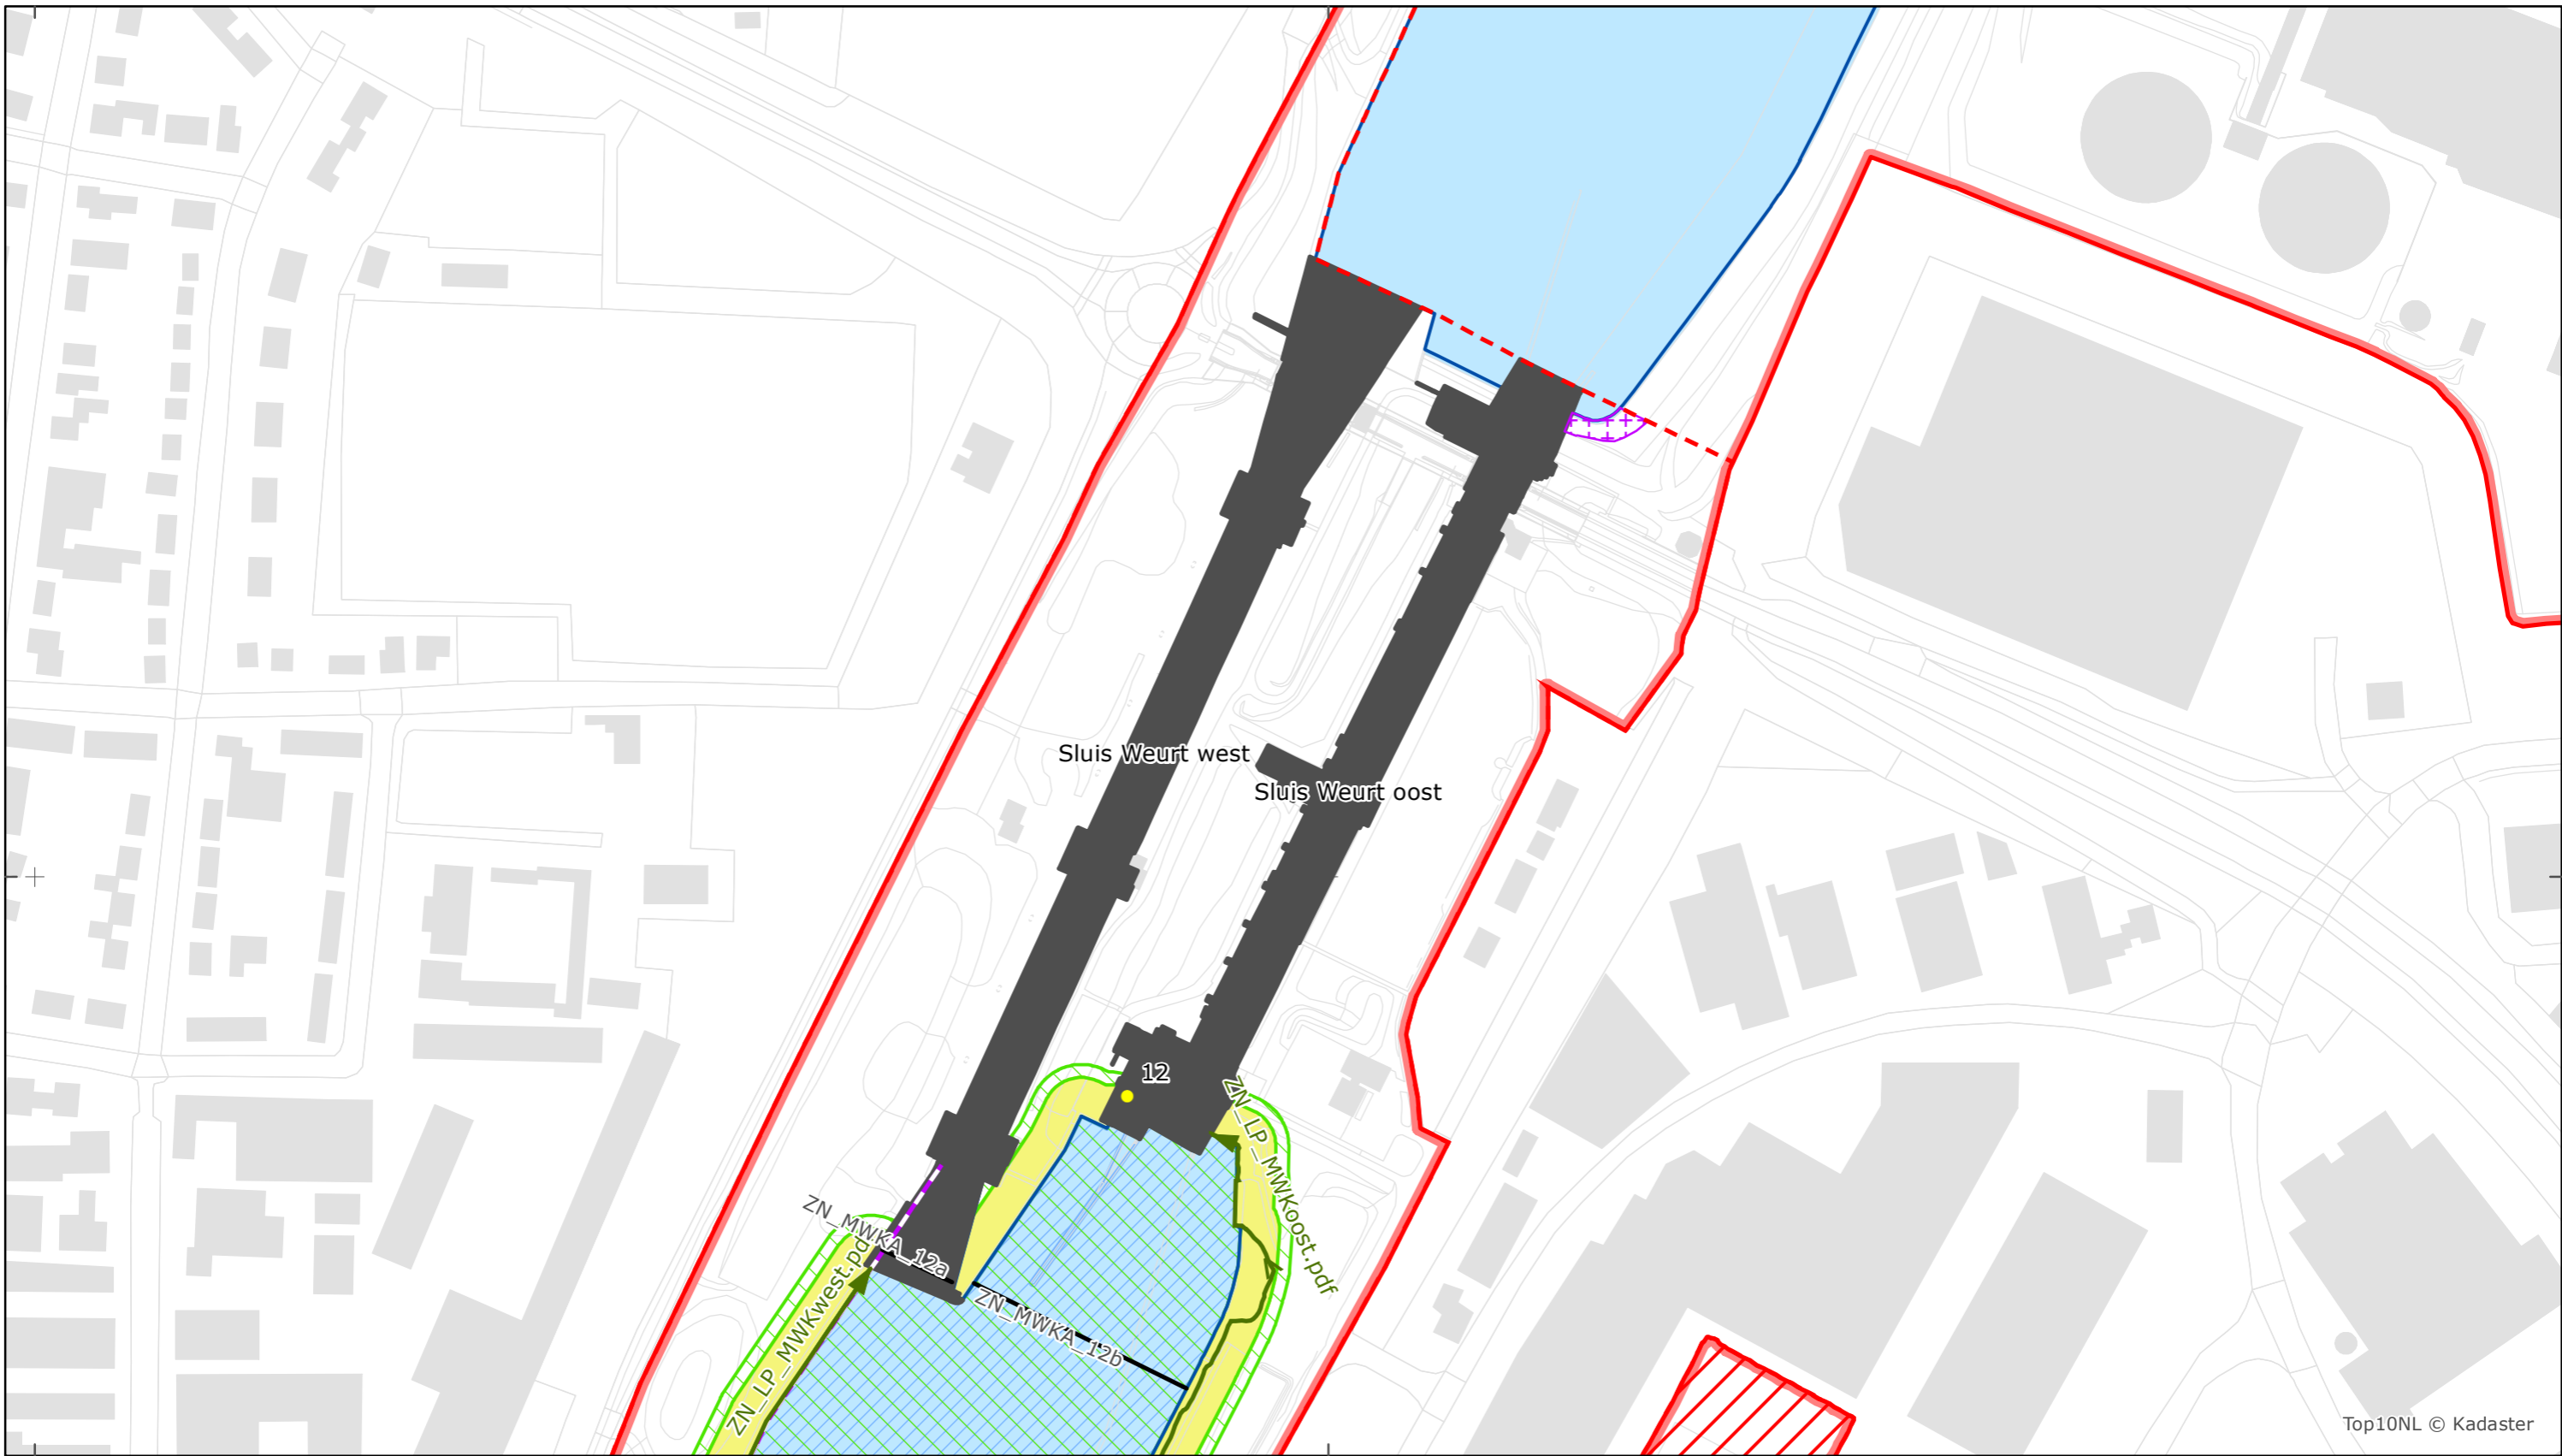 Sluis Weurt west
Sluis Weurt oost
12
ZN_LP_MWKoost.pdf
ZN_MWKA_12a
ZN_LP_MWKwest.pdf
ZN_MWKA_12b
Top10NL © Kadaster